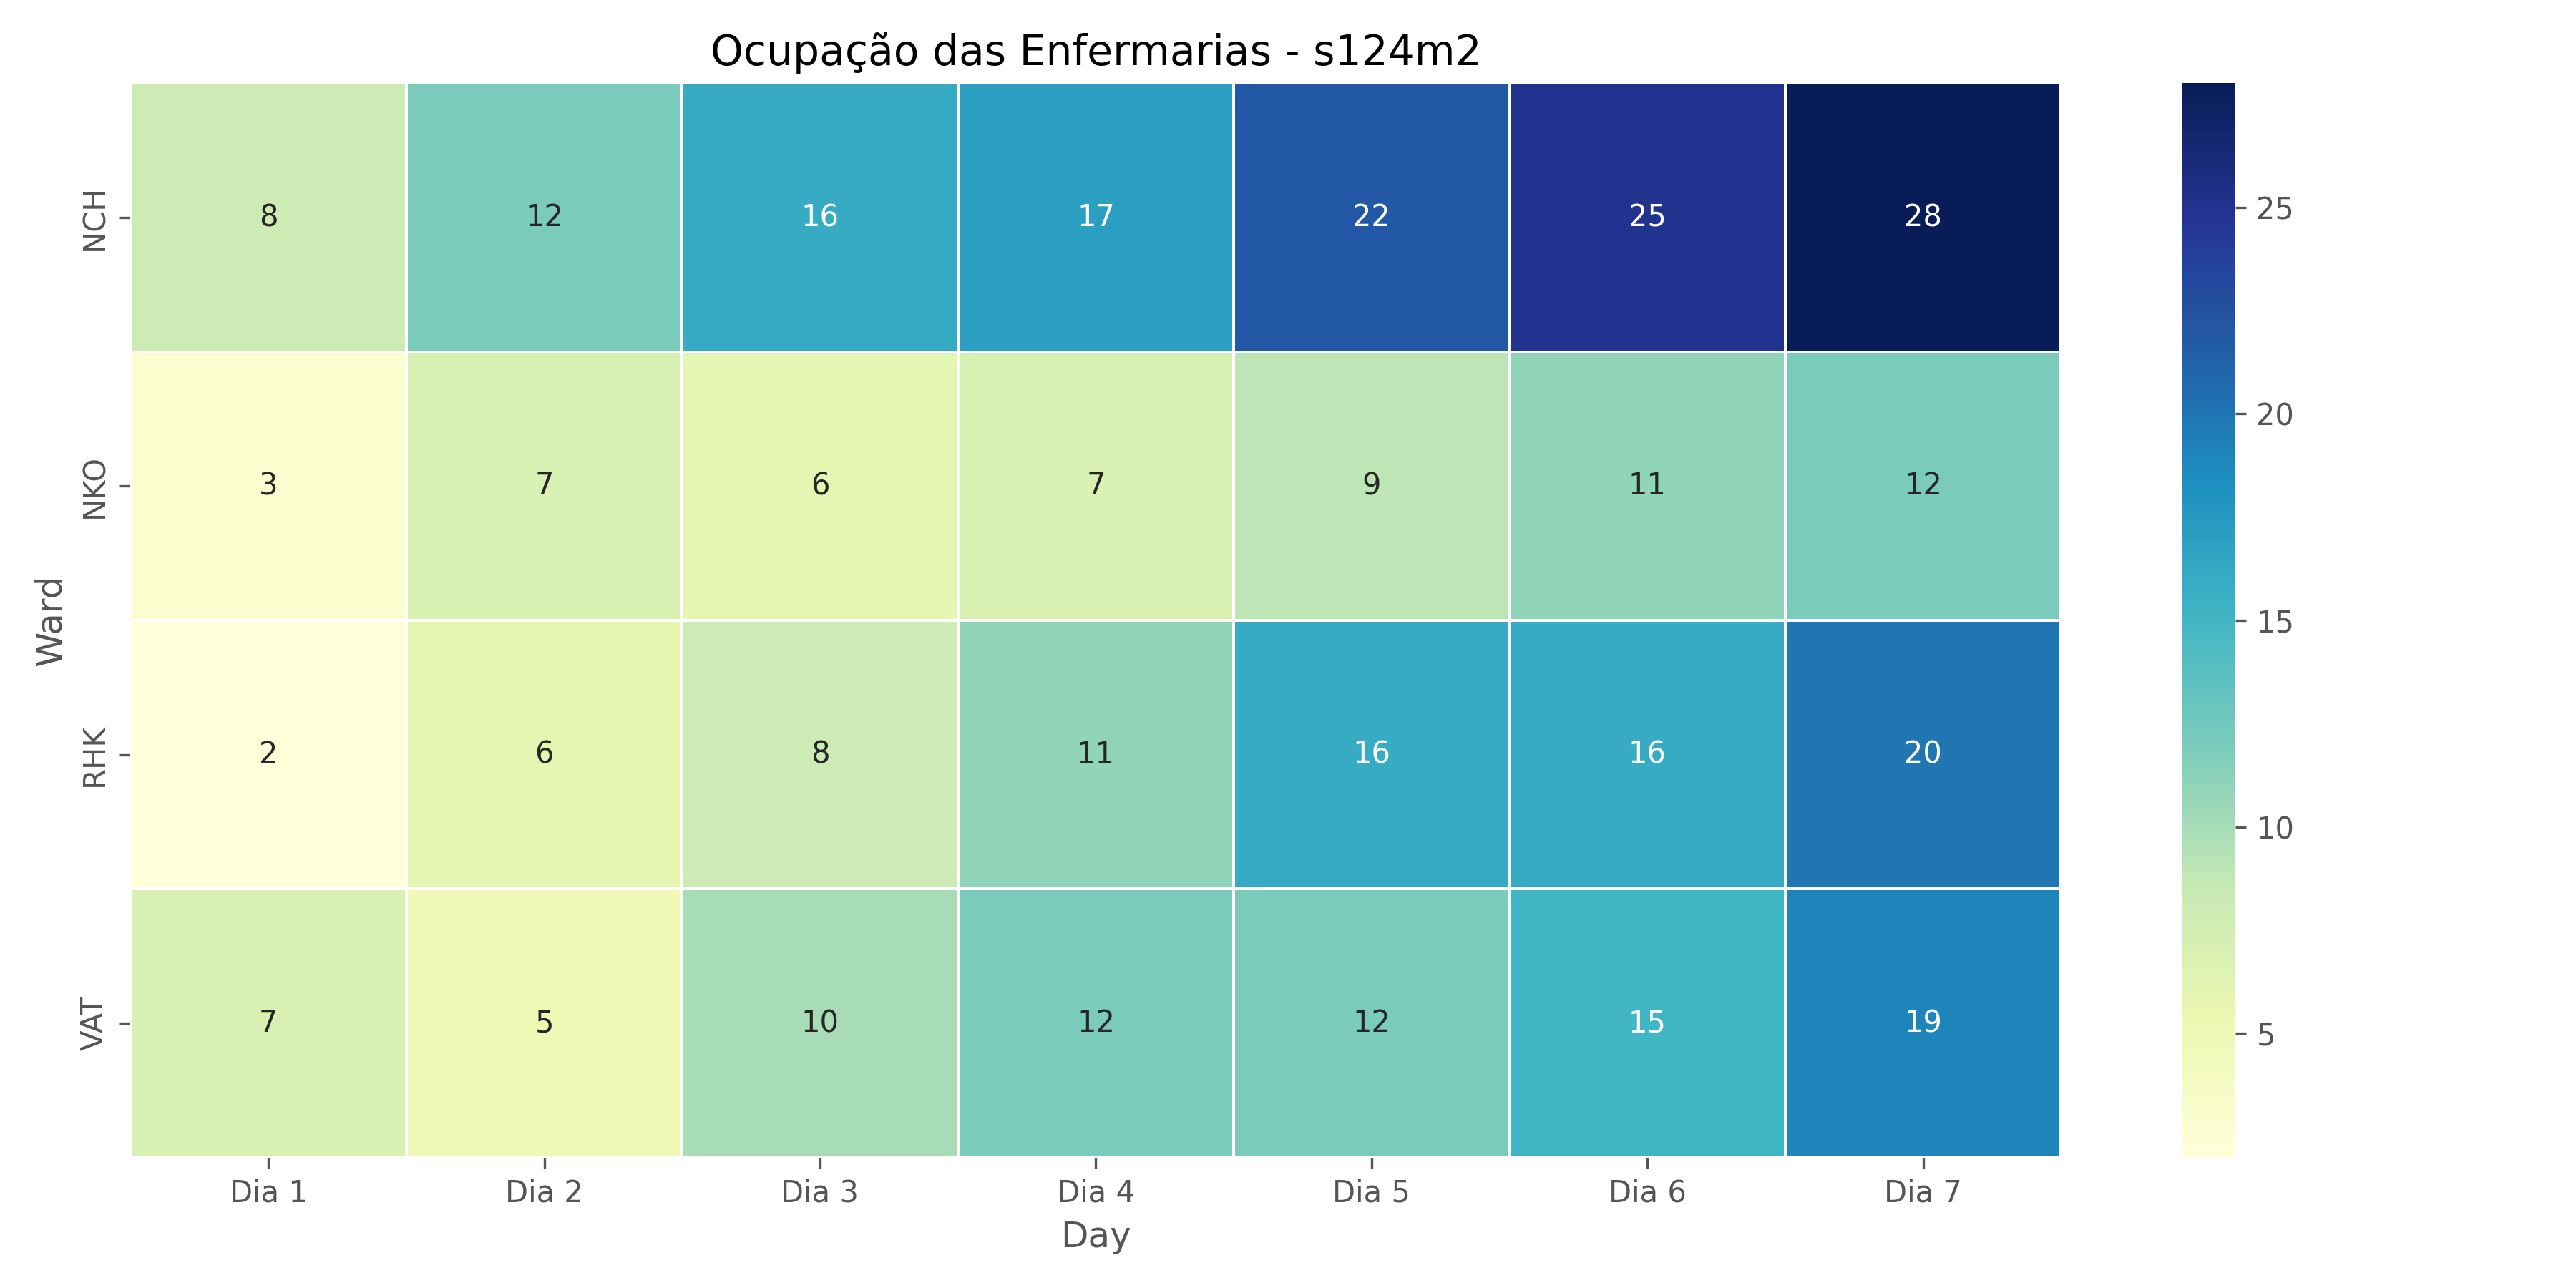 Ocupação das Enfermarias - s124m2
Ward
NCH
8 12 16 17 22 25 28
NKO
3 7 6 7 9 11 12
RHK
2 6 8 11 16 16 20
VAT
7 5 10 12 12 15 19
Dia 1 Dia 2 Dia 3 Dia 4 Dia 5 Dia 6 Dia 7
Day
25
20
15
10
5